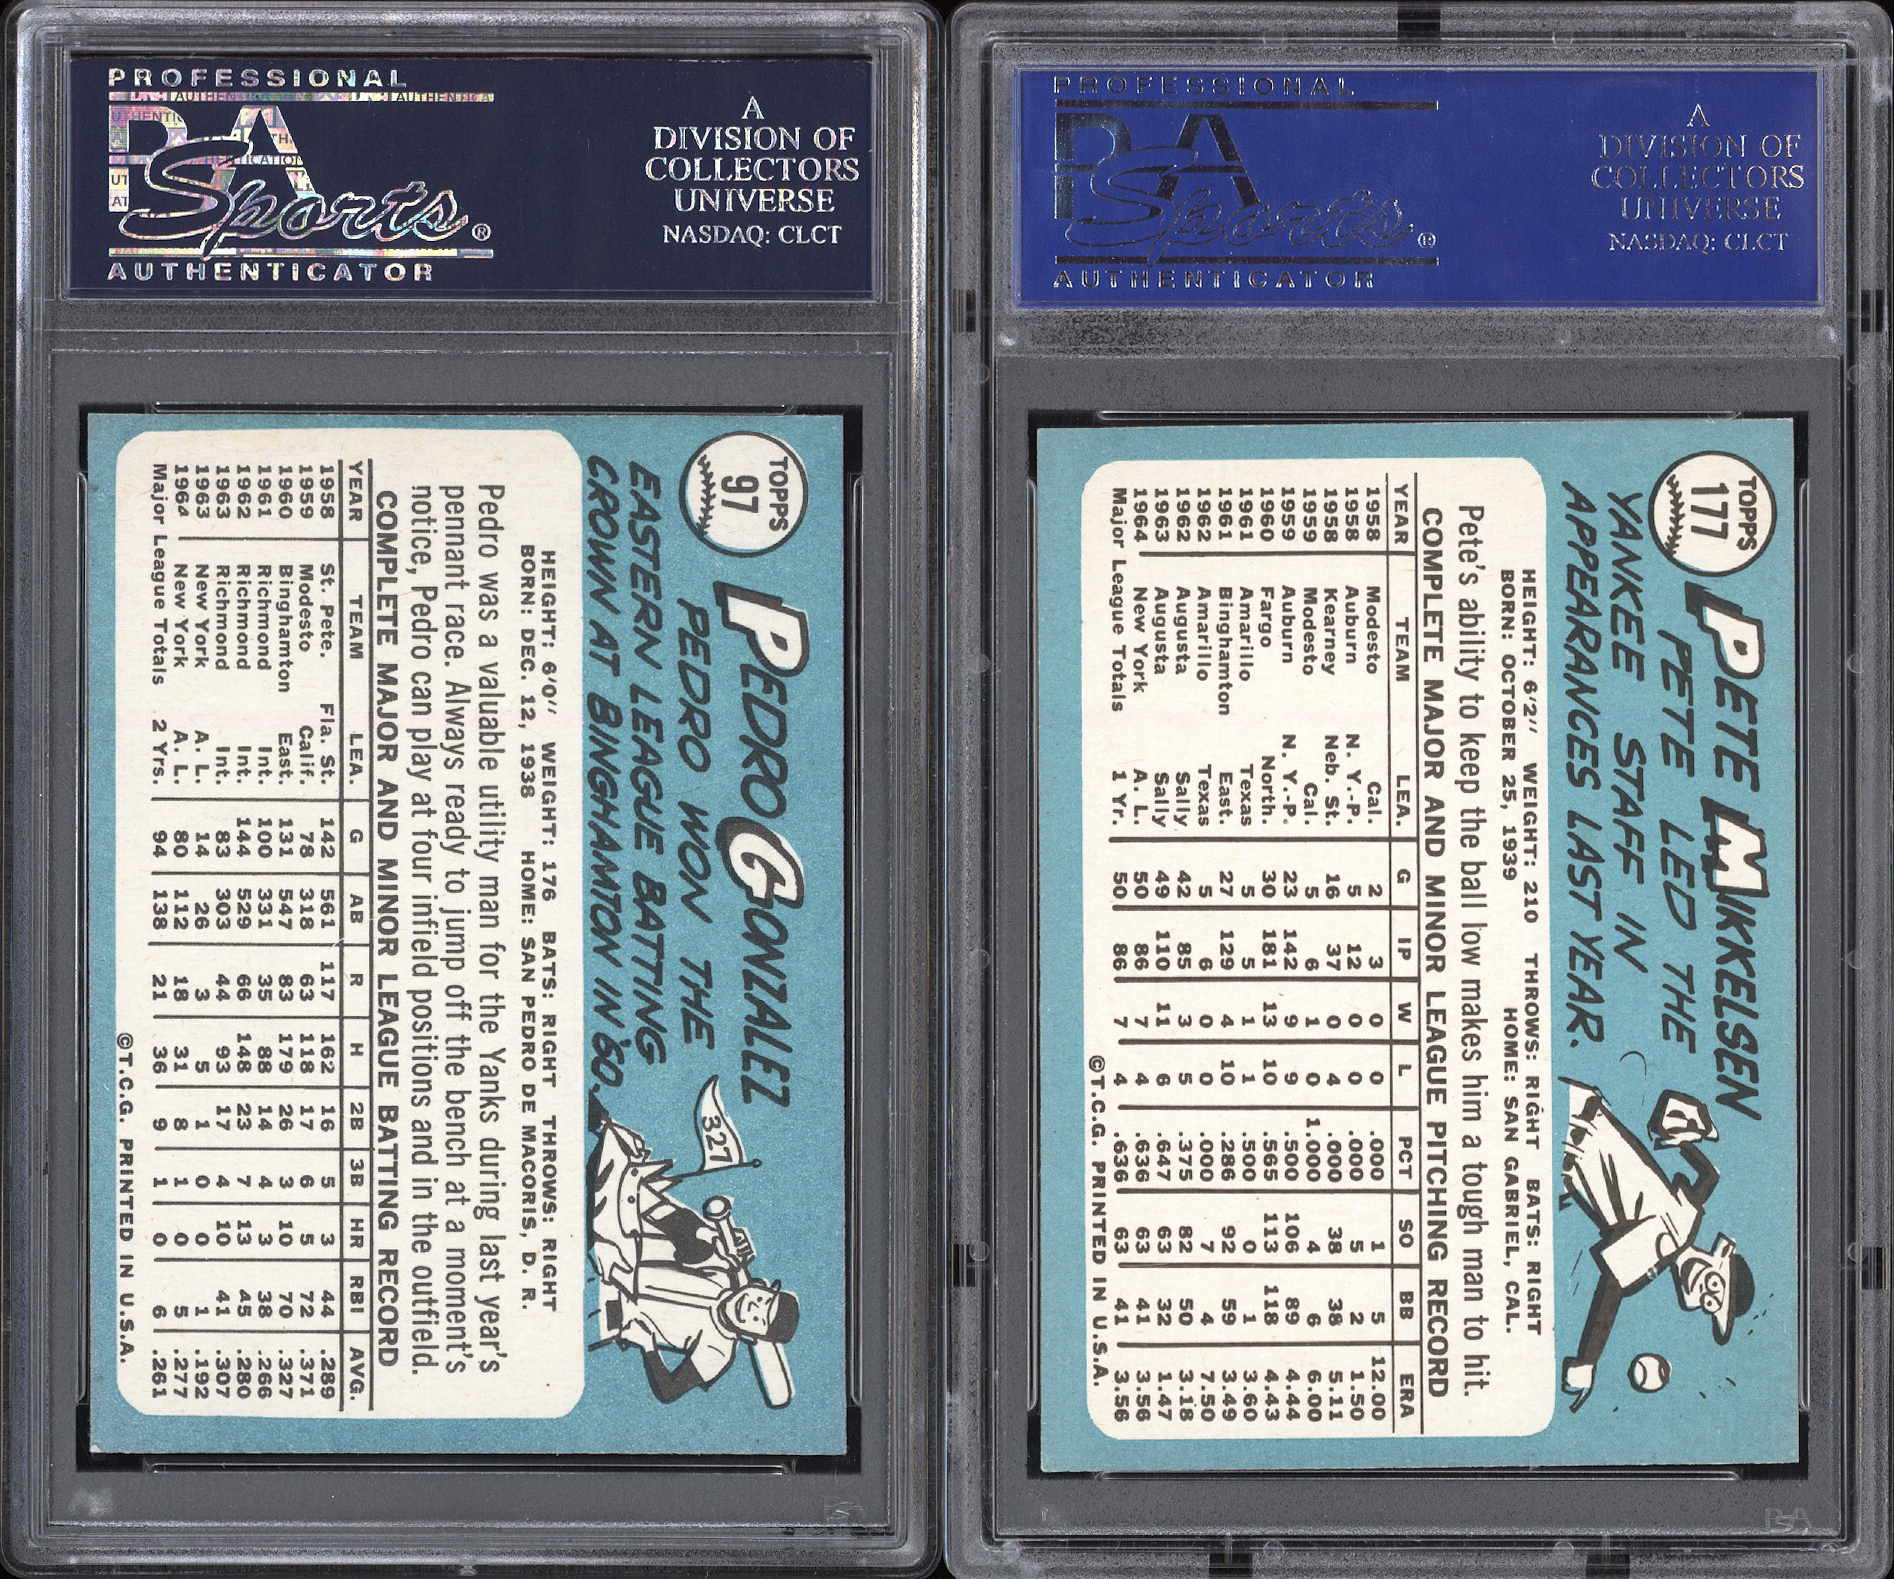 PROFESSIONAL
PSA
Sports®
AUTHENTICATOR
A
DIVISION OF
COLLECTORS
UNIVERSE
NASDAQ: CLCT
TOPPS
97
PEDRO GONZALEZ
PEDRO WON THE
EASTERN LEAGUE BATTING
CROWN AT BINGHAMTON IN '60.
327
HEIGHT: 6'0" WEIGHT: 176 BATS: RIGHT THROWS: RIGHT
BORN: DEC. 12, 1938 HOME: SAN PEDRO DE MACORIS, D. R.
Pedro was a valuable utility man for the Yanks during last year's
pennant race. Always ready to jump off the bench at a moment's
notice, Pedro can play at four infield positions and in the outfield.
COMPLETE MAJOR AND MINOR LEAGUE BATTING RECORD
YEAR TEAM LEA. G AB R H 2B 3B HR RBI AVG.
1958 St. Pete. Fla. St. 142 561 117 162 16 5 3 44 .289
1959 Modesto Calif. 78 318 63 118 17 6 5 72 .371
1960 Binghamton East. 131 547 83 179 26 3 10 70 .327
1961 Richmond Int. 100 331 35 88 14 4 3 38 .266
1962 Richmond Int. 144 529 66 148 23 7 13 45 .280
1963 Richmond Int. 83 303 44 93 17 4 10 41 .307
1963 New York A. L. 14 26 3 5 1 0 0 1 .192
1964 New York A. L. 80 112 18 31 8 1 0 5 .277
Major League Totals 2 Yrs. 94 138 21 36 9 1 0 6 .261
©T.C.G. PRINTED IN U.S.A.
PROFESSIONAL
PSA
Sports®
AUTHENTICATOR
A
DIVISION OF
COLLECTORS
UNIVERSE
NASDAQ: CLCT
TOPPS
177
PETE MIKKELSEN
PETE LED THE
YANKEE STAFF IN
APPEARANCES LAST YEAR.
HEIGHT: 6'2" WEIGHT: 210 THROWS: RIGHT BATS: RIGHT
BORN: OCTOBER 25, 1939 HOME: SAN GABRIEL, CAL.
Pete's ability to keep the ball low makes him a tough man to hit.
COMPLETE MAJOR AND MINOR LEAGUE PITCHING RECORD
YEAR TEAM LEA. G IP W L PCT SO BB ERA
1958 Modesto Cal. 2 3 0 0 .000 1 5 12.00
1958 Auburn N. Y.-P. 5 12 0 0 .000 5 2 1.50
1958 Kearney Neb. St. 16 37 0 4 .000 38 38 5.11
1959 Modesto Cal. 5 6 1 0 1.000 4 6 6.00
1959 Auburn N. Y.-P. 23 142 9 9 .500 106 89 4.44
1960 Fargo North. 30 181 13 10 .565 113 118 4.43
1961 Amarillo Texas 5 5 1 1 .500 0 1 3.60
1961 Binghamton East. 27 129 4 10 .286 92 59 3.49
1962 Amarillo Texas 5 6 0 0 .000 7 4 7.50
1962 Augusta Sally 42 85 3 5 .375 82 50 3.18
1963 Augusta Sally 49 110 11 6 .647 63 32 1.47
1964 New York A. L. 50 86 7 4 .636 63 41 3.56
Major League Totals 1 Yr. 50 86 7 4 .636 63 41 3.56
©T.C.G. PRINTED IN U.S.A.